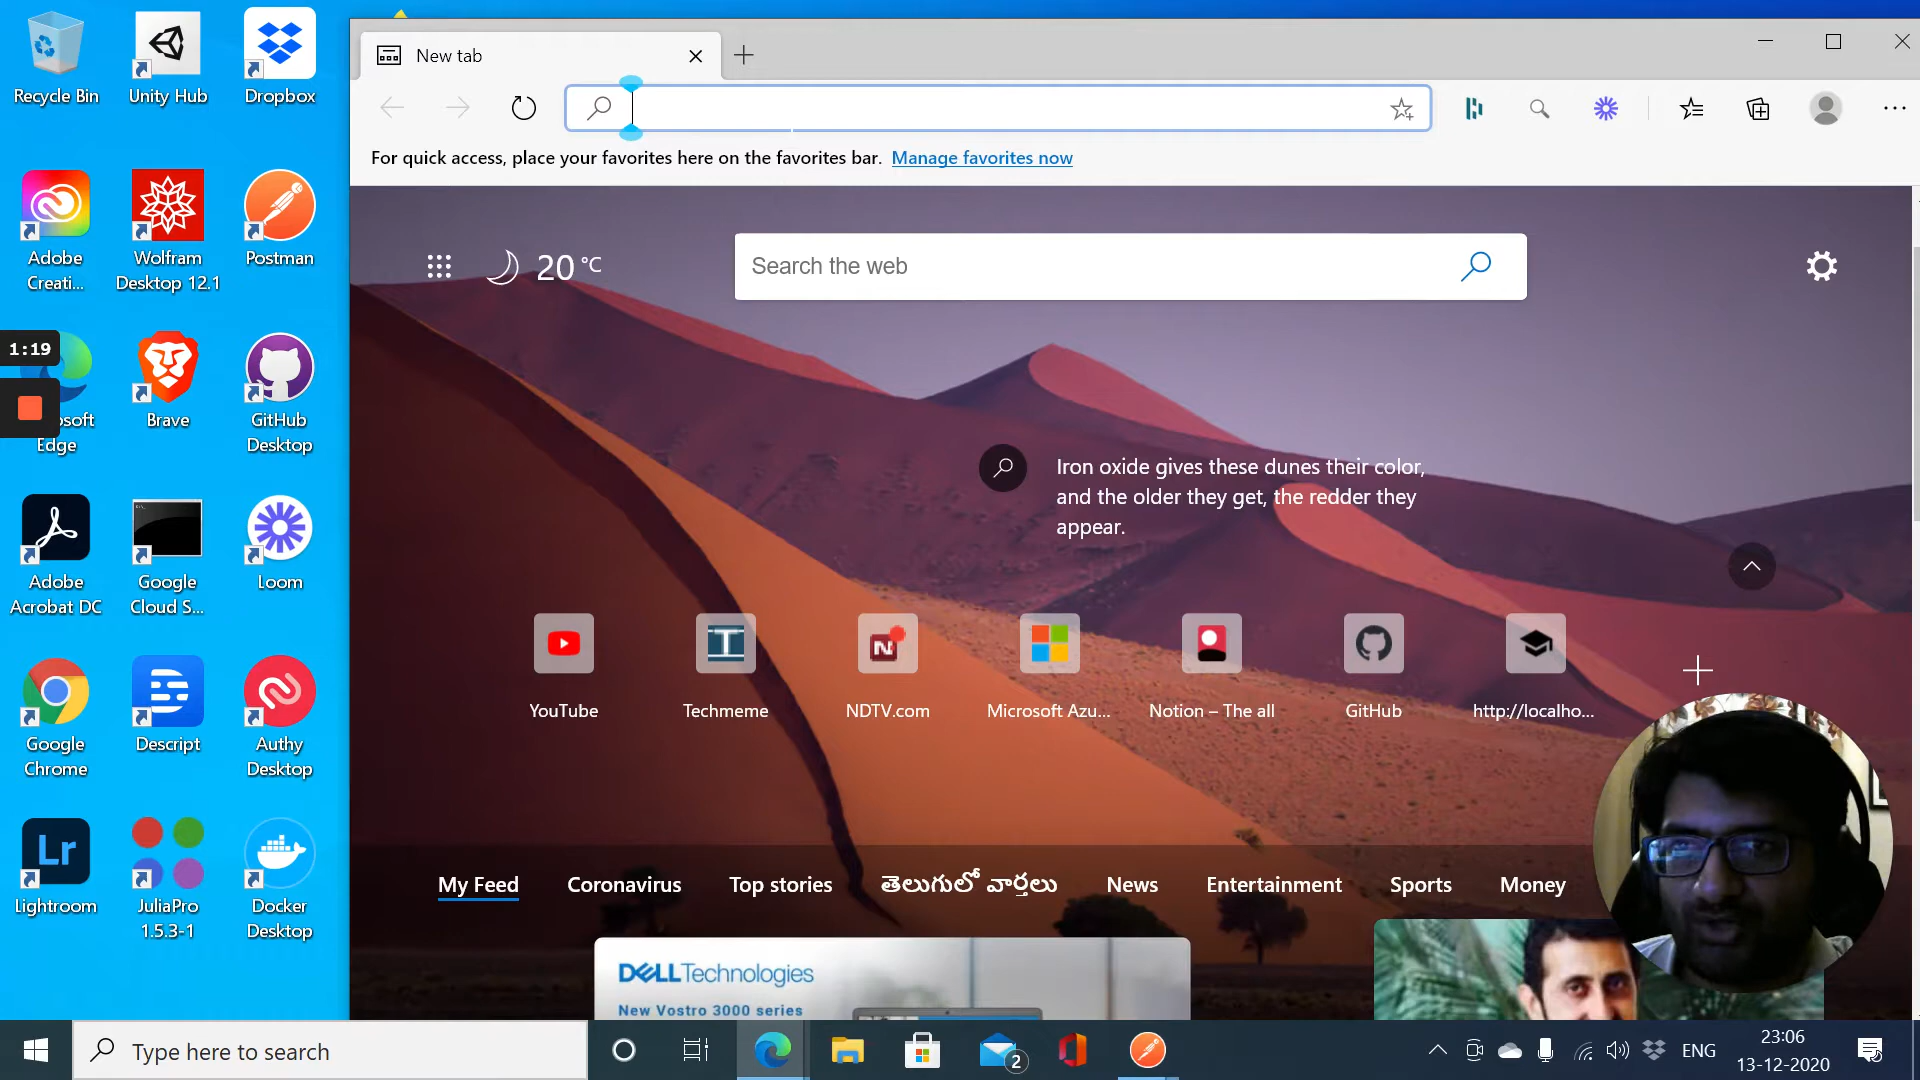 Recycle Bin
Unity Hub
Dropbox
Adobe
Creati...
Wolfram
Desktop 12.1
Postman
1:19
soft
Edge
Brave
GitHub
Desktop
Adobe
Acrobat DC
Google
Cloud S...
Loom
Google
Chrome
Descript
Authy
Desktop
Lr
Lightroom
JuliaPro
1.5.3-1
Docker
Desktop
New tab
For quick access, place your favorites here on the favorites bar. Manage favorites now
20 °C
Search the web
Iron oxide gives these dunes their color,
and the older they get, the redder they
appear.
YouTube
Techmeme
NDTV.com
Microsoft Azu...
Notion – The all
GitHub
http://localho...
My Feed
Coronavirus
Top stories
తెలుగులో వార్తలు
News
Entertainment
Sports
Money
DELL Technologies
New Vostro 3000 series
Type here to search
2
ENG
23:06
13-12-2020